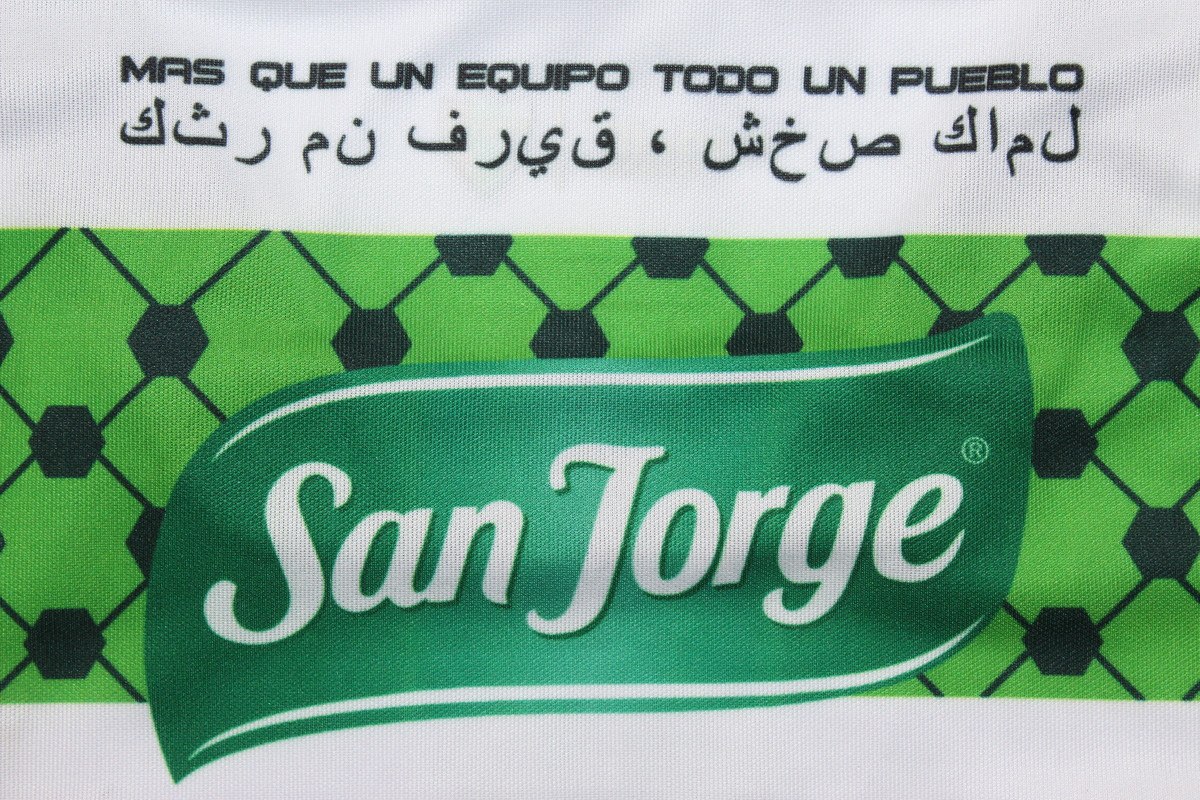 MAS QUE UN EQUIPO TODO UN PUEBLO
لماك صخش ، قيرف نم رثك
San Jorge®